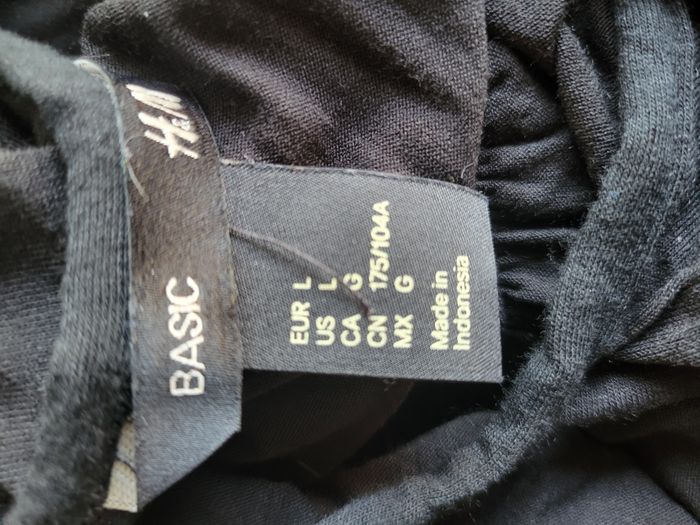 H&M
BASIC
EUR L
US L
CA G
CN 175/104A
MX G
Made in
Indonesia